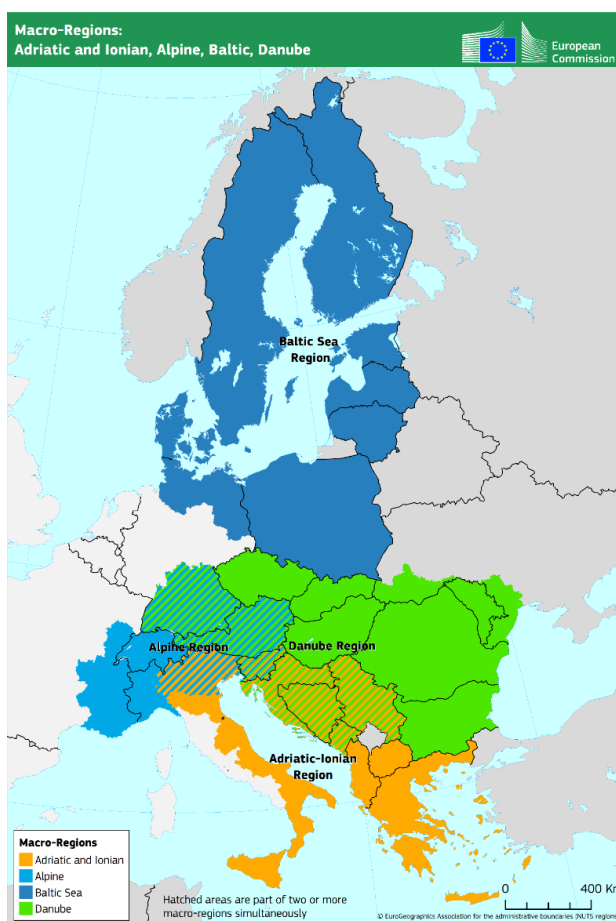 Macro-Regions:
Adriatic and Ionian, Alpine, Baltic, Danube
European
Commission
Baltic Sea
Region
Alpine Region
Danube Region
Adriatic-Ionian
Region
Macro-Regions
Adriatic and Ionian
Alpine
Baltic Sea
Danube
Hatched areas are part of two or more
macro-regions simultaneously
0 400 Km
© EuroGeographics Association for the administrative boundaries (NUTS regions